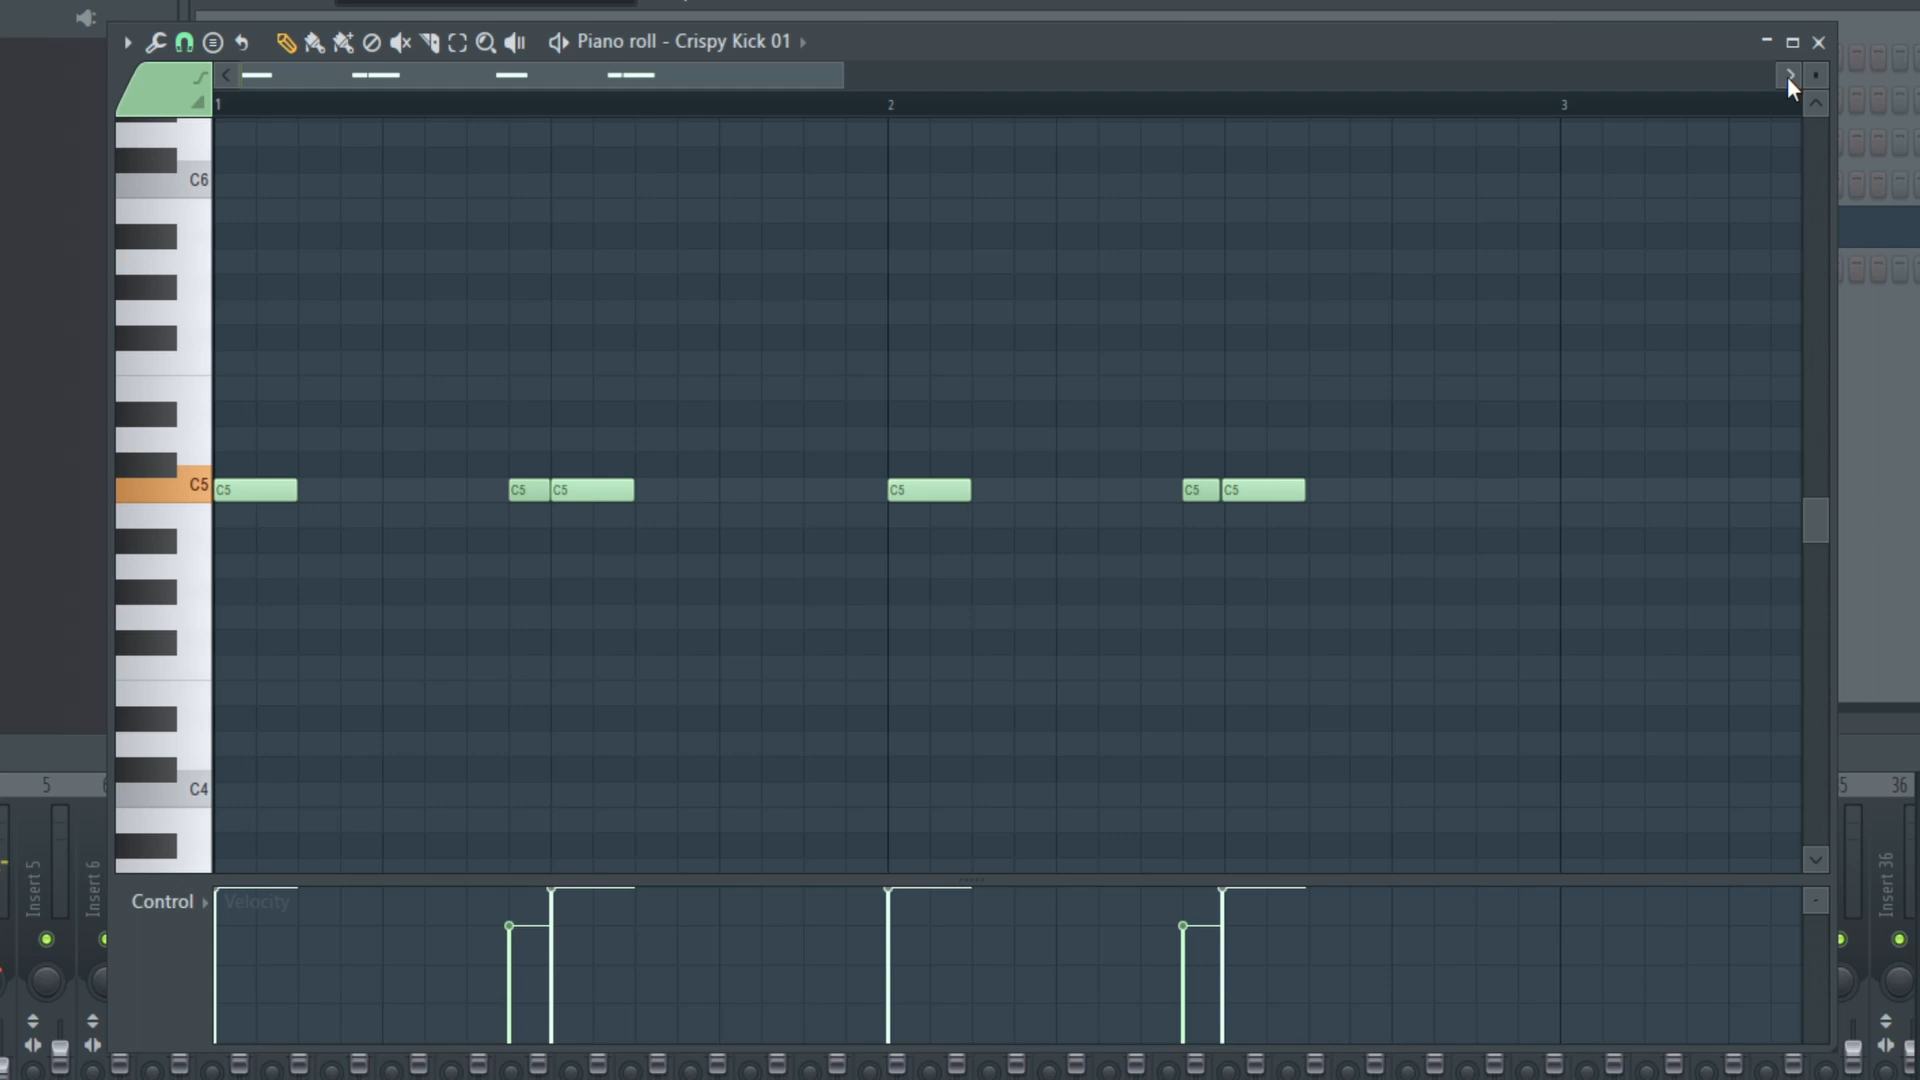 Piano roll - Crispy Kick 01
1 2 3
C6
C5 C5 C5 C5 C5 C5 C5
C4
5 36
Insert 5
Insert 6
Insert 36
Control Velocity